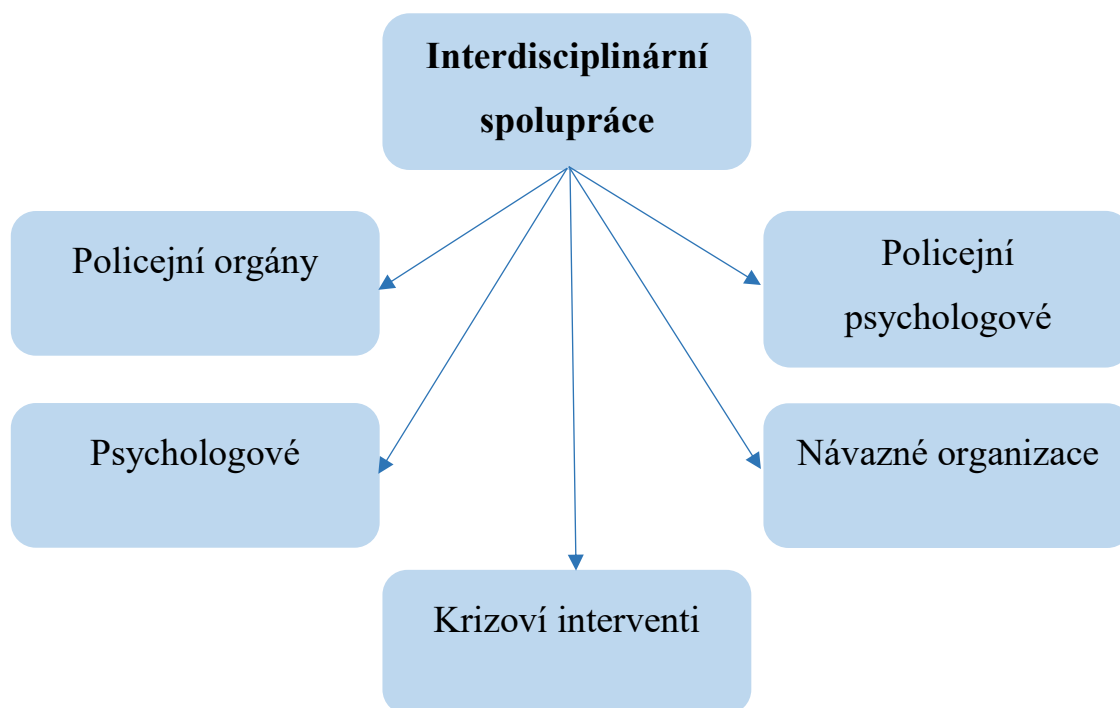 Interdisciplinární
spolupráce
Policejní orgány
Policejní
psychologové
Psychologové
Návazné organizace
Krizoví interventi